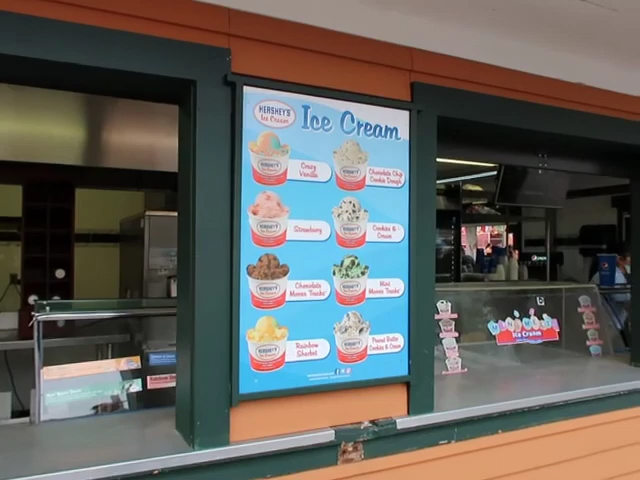 HERSHEY'S
Ice Cream
Ice Cream
Crazy
Vanilla
Chocolate Chip
Cookie Dough
Strawberry
Cookies &
Cream
Chocolate
Moose Tracks
Mint
Moose Tracks
Rainbow
Sherbet
Peanut Butter
Cookies & Cream
Ice Cream